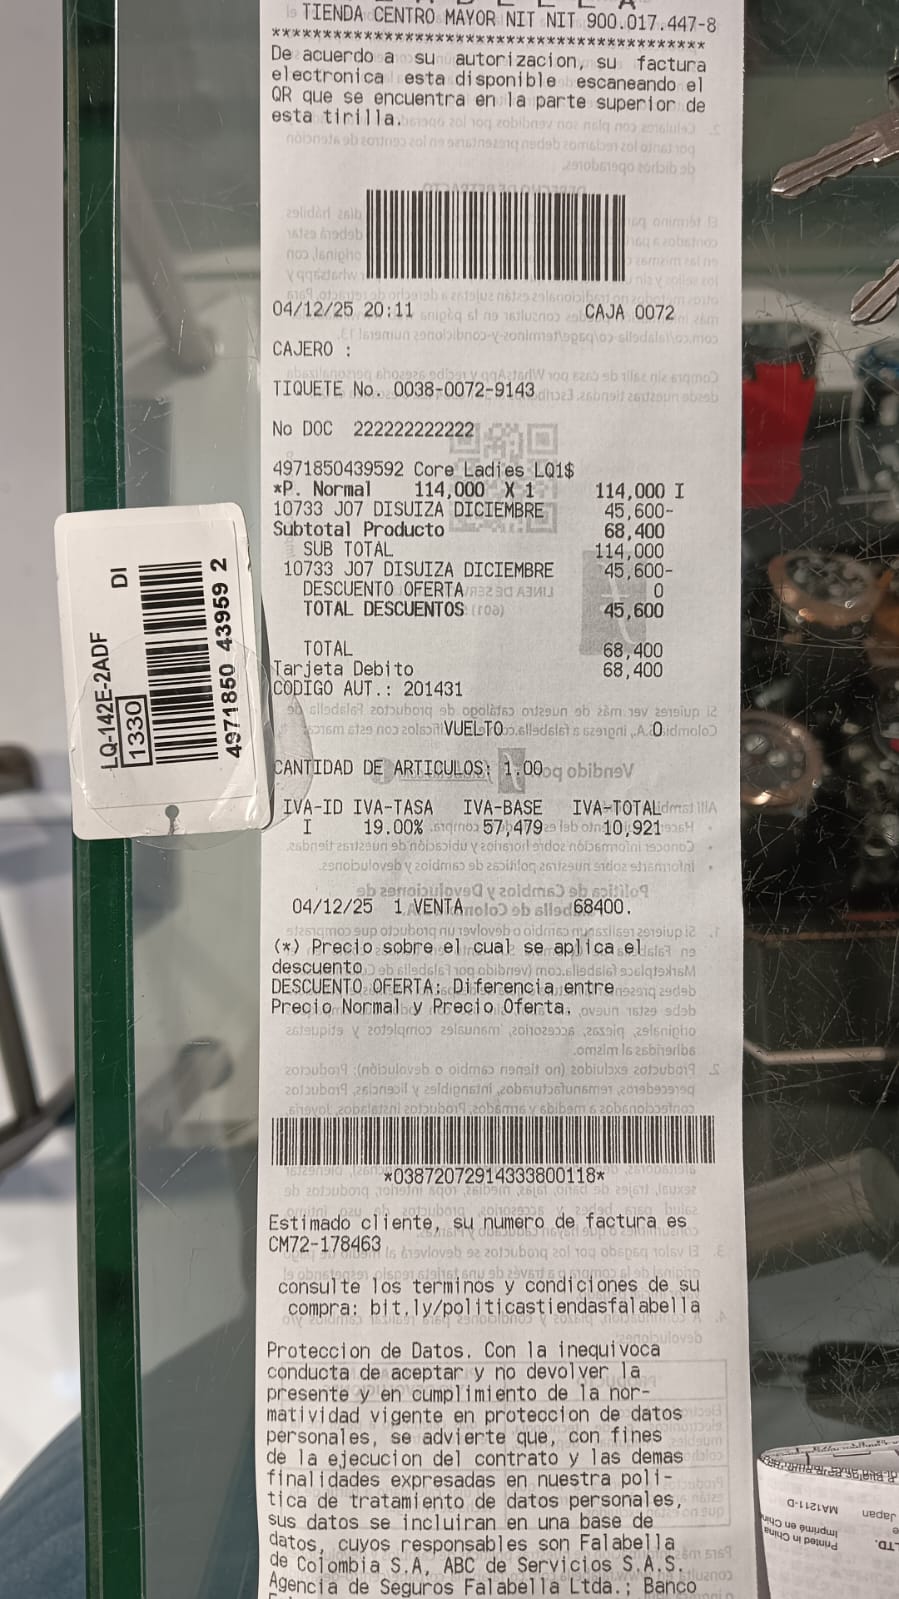 TIENDA CENTRO MAYOR NIT NIT 900.017.447-8
******************************************
De acuerdo a su autorizacion, su factura
electronica esta disponible escaneando el
QR que se encuentra en la parte superior de
esta tirilla.
04/12/25 20:11 CAJA 0072
CAJERO :
TIQUETE No. 0038-0072-9143
No DOC 222222222222
4971850439592 Core Ladies LQ1$
*P. Normal 114,000 X 1 114,000 I
10733 J07 DISUIZA DICIEMBRE 45,600-
Subtotal Producto 68,400
SUB TOTAL 114,000
10733 J07 DISUIZA DICIEMBRE 45,600-
DESCUENTO OFERTA 0
TOTAL DESCUENTOS 45,600
TOTAL 68,400
Tarjeta Debito 68,400
CODIGO AUT.: 201431
VUELTO 0
CANTIDAD DE ARTICULOS: 1.00
IVA-ID IVA-TASA IVA-BASE IVA-TOTAL
I 19.00% 57,479 10,921
04/12/25 1 VENTA 68400.
(*) Precio sobre el cual se aplica el
descuento
DESCUENTO OFERTA: Diferencia entre
Precio Normal y Precio Oferta.
*03872072914333800118*
Estimado cliente, su numero de factura es
CM72-178463
consulte los terminos y condiciones de su
compra: bit.ly/politicastiendasfalabella
Proteccion de Datos. Con la inequivoca
conducta de aceptar y no devolver la
presente y en cumplimiento de la nor-
matividad vigente en proteccion de datos
personales, se advierte que, con fines
de la ejecucion del contrato y las demas
finalidades expresadas en nuestra poli-
tica de tratamiento de datos personales,
sus datos se incluiran en una base de
datos, cuyos responsables son Falabella
de Colombia S.A, ABC de Servicios S.A.S.
Agencia de Seguros Falabella Ltda.; Banco
LQ-142E-2ADF DI
1330
4971850 43959 2
MA1211-D
Printed in China
Imprimé en China
Japan
LTD.